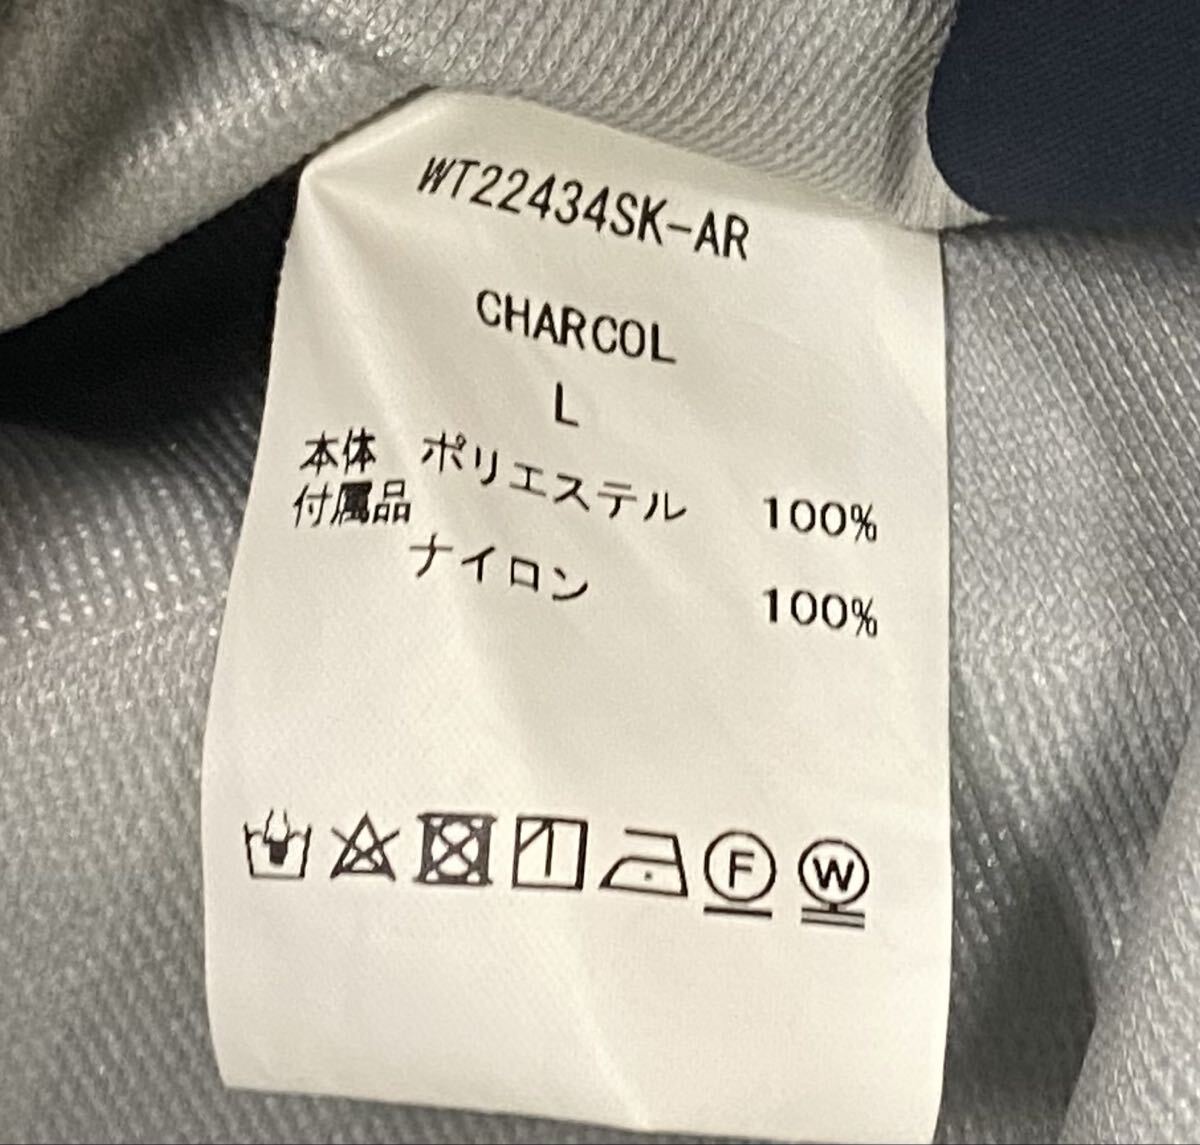 WT22434SK-AR
CHARCOL
L
本体 ポリエステル 100%
付属品
ナイロン 100%
F W